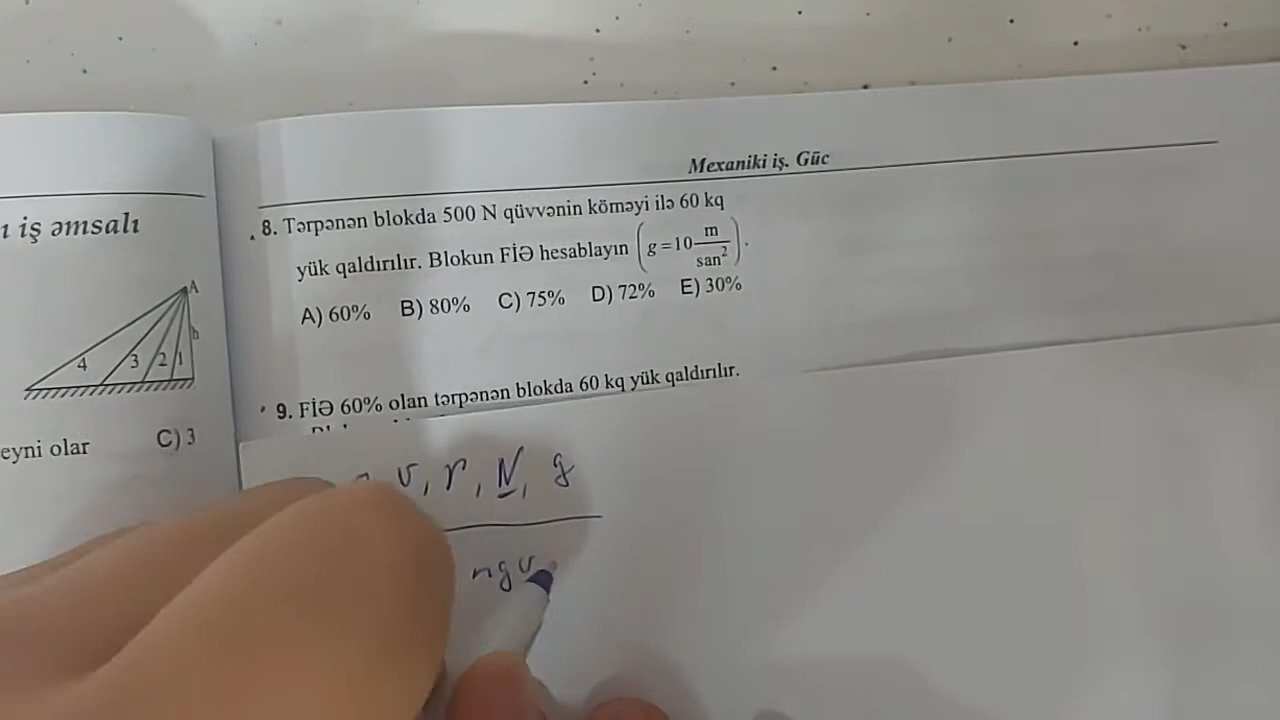 ı iş əmsalı
A
h
4 3 2 1
eyni olar C) 3
Mexaniki iş. Güc
8. Tərpənən blokda 500 N qüvvənin köməyi ilə 60 kq
yük qaldırılır. Blokun FİƏ hesablayın (g=10 m/san²).
A) 60% B) 80% C) 75% D) 72% E) 30%
9. FİƏ 60% olan tərpənən blokda 60 kq yük qaldırılır.
v, r, N, g